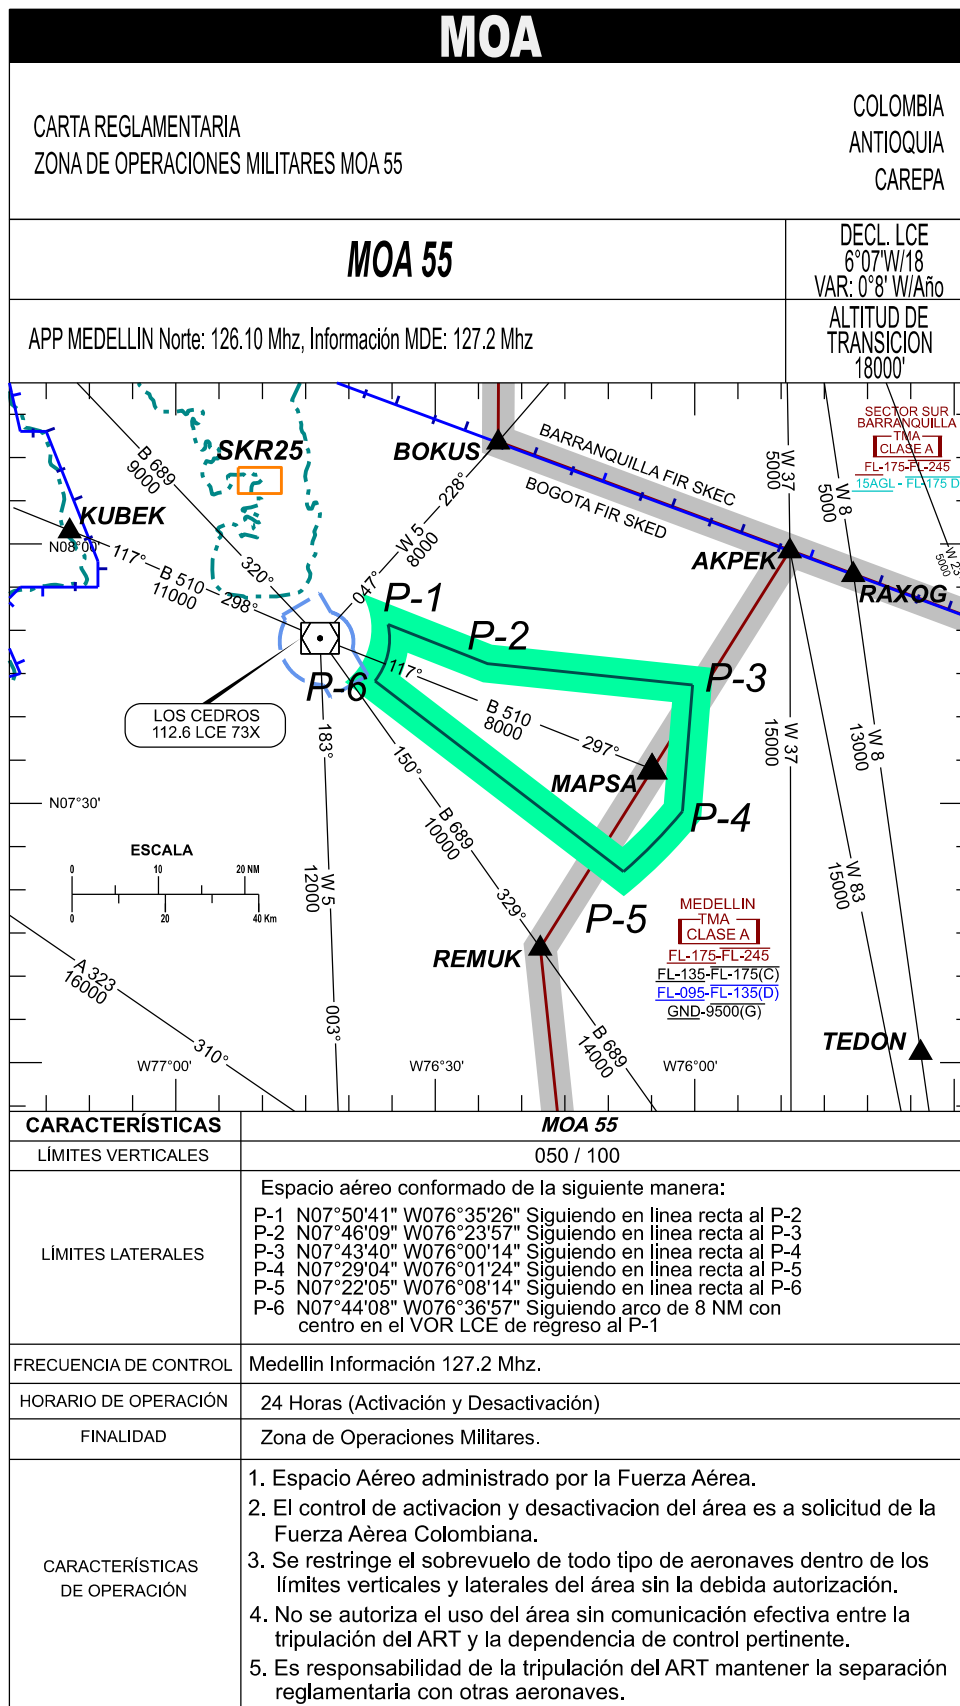 MOA
CARTA REGLAMENTARIA
ZONA DE OPERACIONES MILITARES MOA 55
COLOMBIA
ANTIOQUIA
CAREPA
MOA 55
DECL. LCE
6°07'W/18
VAR: 0°8' W/Año
APP MEDELLIN Norte: 126.10 Mhz, Información MDE: 127.2 Mhz
ALTITUD DE
TRANSICION
18000'
SECTOR SUR
BARRANQUILLA
TMA
CLASE A
FL-175-FL-245
15AGL - FL-175 D
SKR25
BOKUS
BARRANQUILLA FIR SKEC
BOGOTA FIR SKED
B 689
9000
228°
W 37
5000
W 8
5000
W 23
5000
KUBEK
N08°00'
117°
B 510
11000
298°
320°
W 5
8000
047°
AKPEK
RAXOG
P-1
P-2
P-3
P-6
117°
B 510
8000
297°
LOS CEDROS
112.6 LCE 73X
183°
150°
MAPSA
W 37
15000
W 8
13000
N07°30'
P-4
B 689
10000
ESCALA
0 10 20 NM
0 20 40 Km
W 5
12000
329°
P-5
W 83
15000
MEDELLIN
TMA
CLASE A
FL-175-FL-245
FL-135-FL-175(C)
FL-095-FL-135(D)
GND-9500(G)
REMUK
A 323
16000
310°
003°
B 689
14000
TEDON
W77°00'
W76°30'
W76°00'
CARACTERÍSTICAS
MOA 55
LÍMITES VERTICALES
050 / 100
LÍMITES LATERALES
Espacio aéreo conformado de la siguiente manera:
P-1 N07°50'41" W076°35'26" Siguiendo en linea recta al P-2
P-2 N07°46'09" W076°23'57" Siguiendo en linea recta al P-3
P-3 N07°43'40" W076°00'14" Siguiendo en linea recta al P-4
P-4 N07°29'04" W076°01'24" Siguiendo en linea recta al P-5
P-5 N07°22'05" W076°08'14" Siguiendo en linea recta al P-6
P-6 N07°44'08" W076°36'57" Siguiendo arco de 8 NM con
centro en el VOR LCE de regreso al P-1
FRECUENCIA DE CONTROL
Medellin Información 127.2 Mhz.
HORARIO DE OPERACIÓN
24 Horas (Activación y Desactivación)
FINALIDAD
Zona de Operaciones Militares.
CARACTERÍSTICAS
DE OPERACIÓN
1. Espacio Aéreo administrado por la Fuerza Aérea.
2. El control de activacion y desactivacion del área es a solicitud de la
Fuerza Aèrea Colombiana.
3. Se restringe el sobrevuelo de todo tipo de aeronaves dentro de los
límites verticales y laterales del área sin la debida autorización.
4. No se autoriza el uso del área sin comunicación efectiva entre la
tripulación del ART y la dependencia de control pertinente.
5. Es responsabilidad de la tripulación del ART mantener la separación
reglamentaria con otras aeronaves.